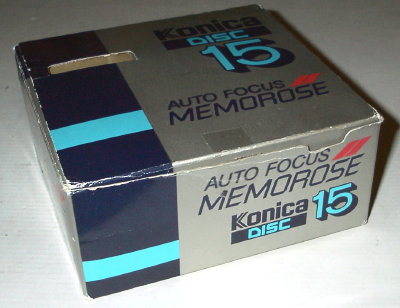 Konica
DISC 15
AUTO FOCUS
MEMOROSE
AUTO FOCUS
MEMOROSE
Konica 15
DISC